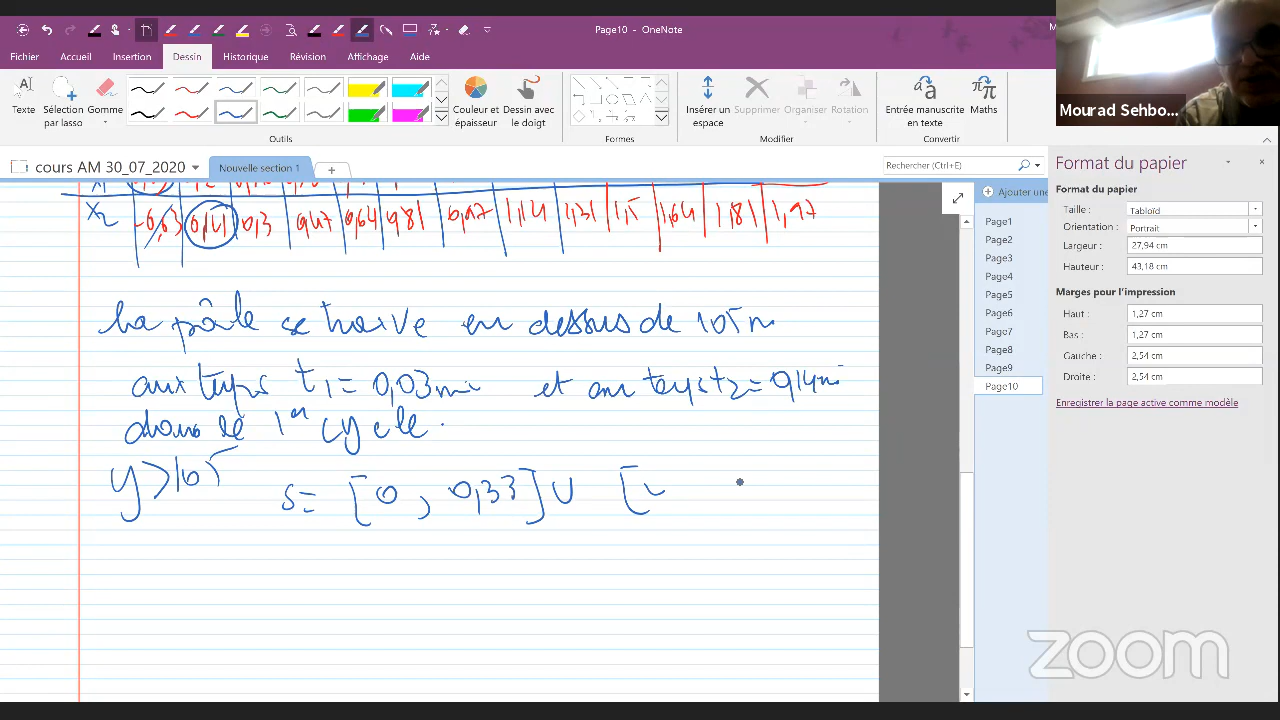 Page10 - OneNote
Fichier Accueil Insertion Dessin Historique Révision Affichage Aide
Texte Sélection par lasso Gomme Couleur et épaisseur Dessin avec le doigt Insérer un espace Supprimer Organiser Rotation Entrée manuscrite en texte Maths
Outils Formes Modifier Convertir
Mourad Sehbo...
cours AM 30_07_2020 Nouvelle section 1 Rechercher (Ctrl+E)
x2 -0,03 0,14 0,3 0,47 0,64 0,81 0,97 1,14 1,31 1,5 1,64 1,81 1,97
La pâle se trouve en dessus de 105 m
aux temps t1 = 0,03 min et au temps t2 = 0,14 min
dans le 1er cycle.
y > 105 S = [0, 0,33] U [
Ajouter une
Page1
Page2
Page3
Page4
Page5
Page6
Page7
Page8
Page9
Page10
Format du papier
Format du papier
Taille : Tabloïd
Orientation : Portrait
Largeur : 27,94 cm
Hauteur : 43,18 cm
Marges pour l'impression
Haut : 1,27 cm
Bas : 1,27 cm
Gauche : 2,54 cm
Droite : 2,54 cm
Enregistrer la page active comme modèle
zoom